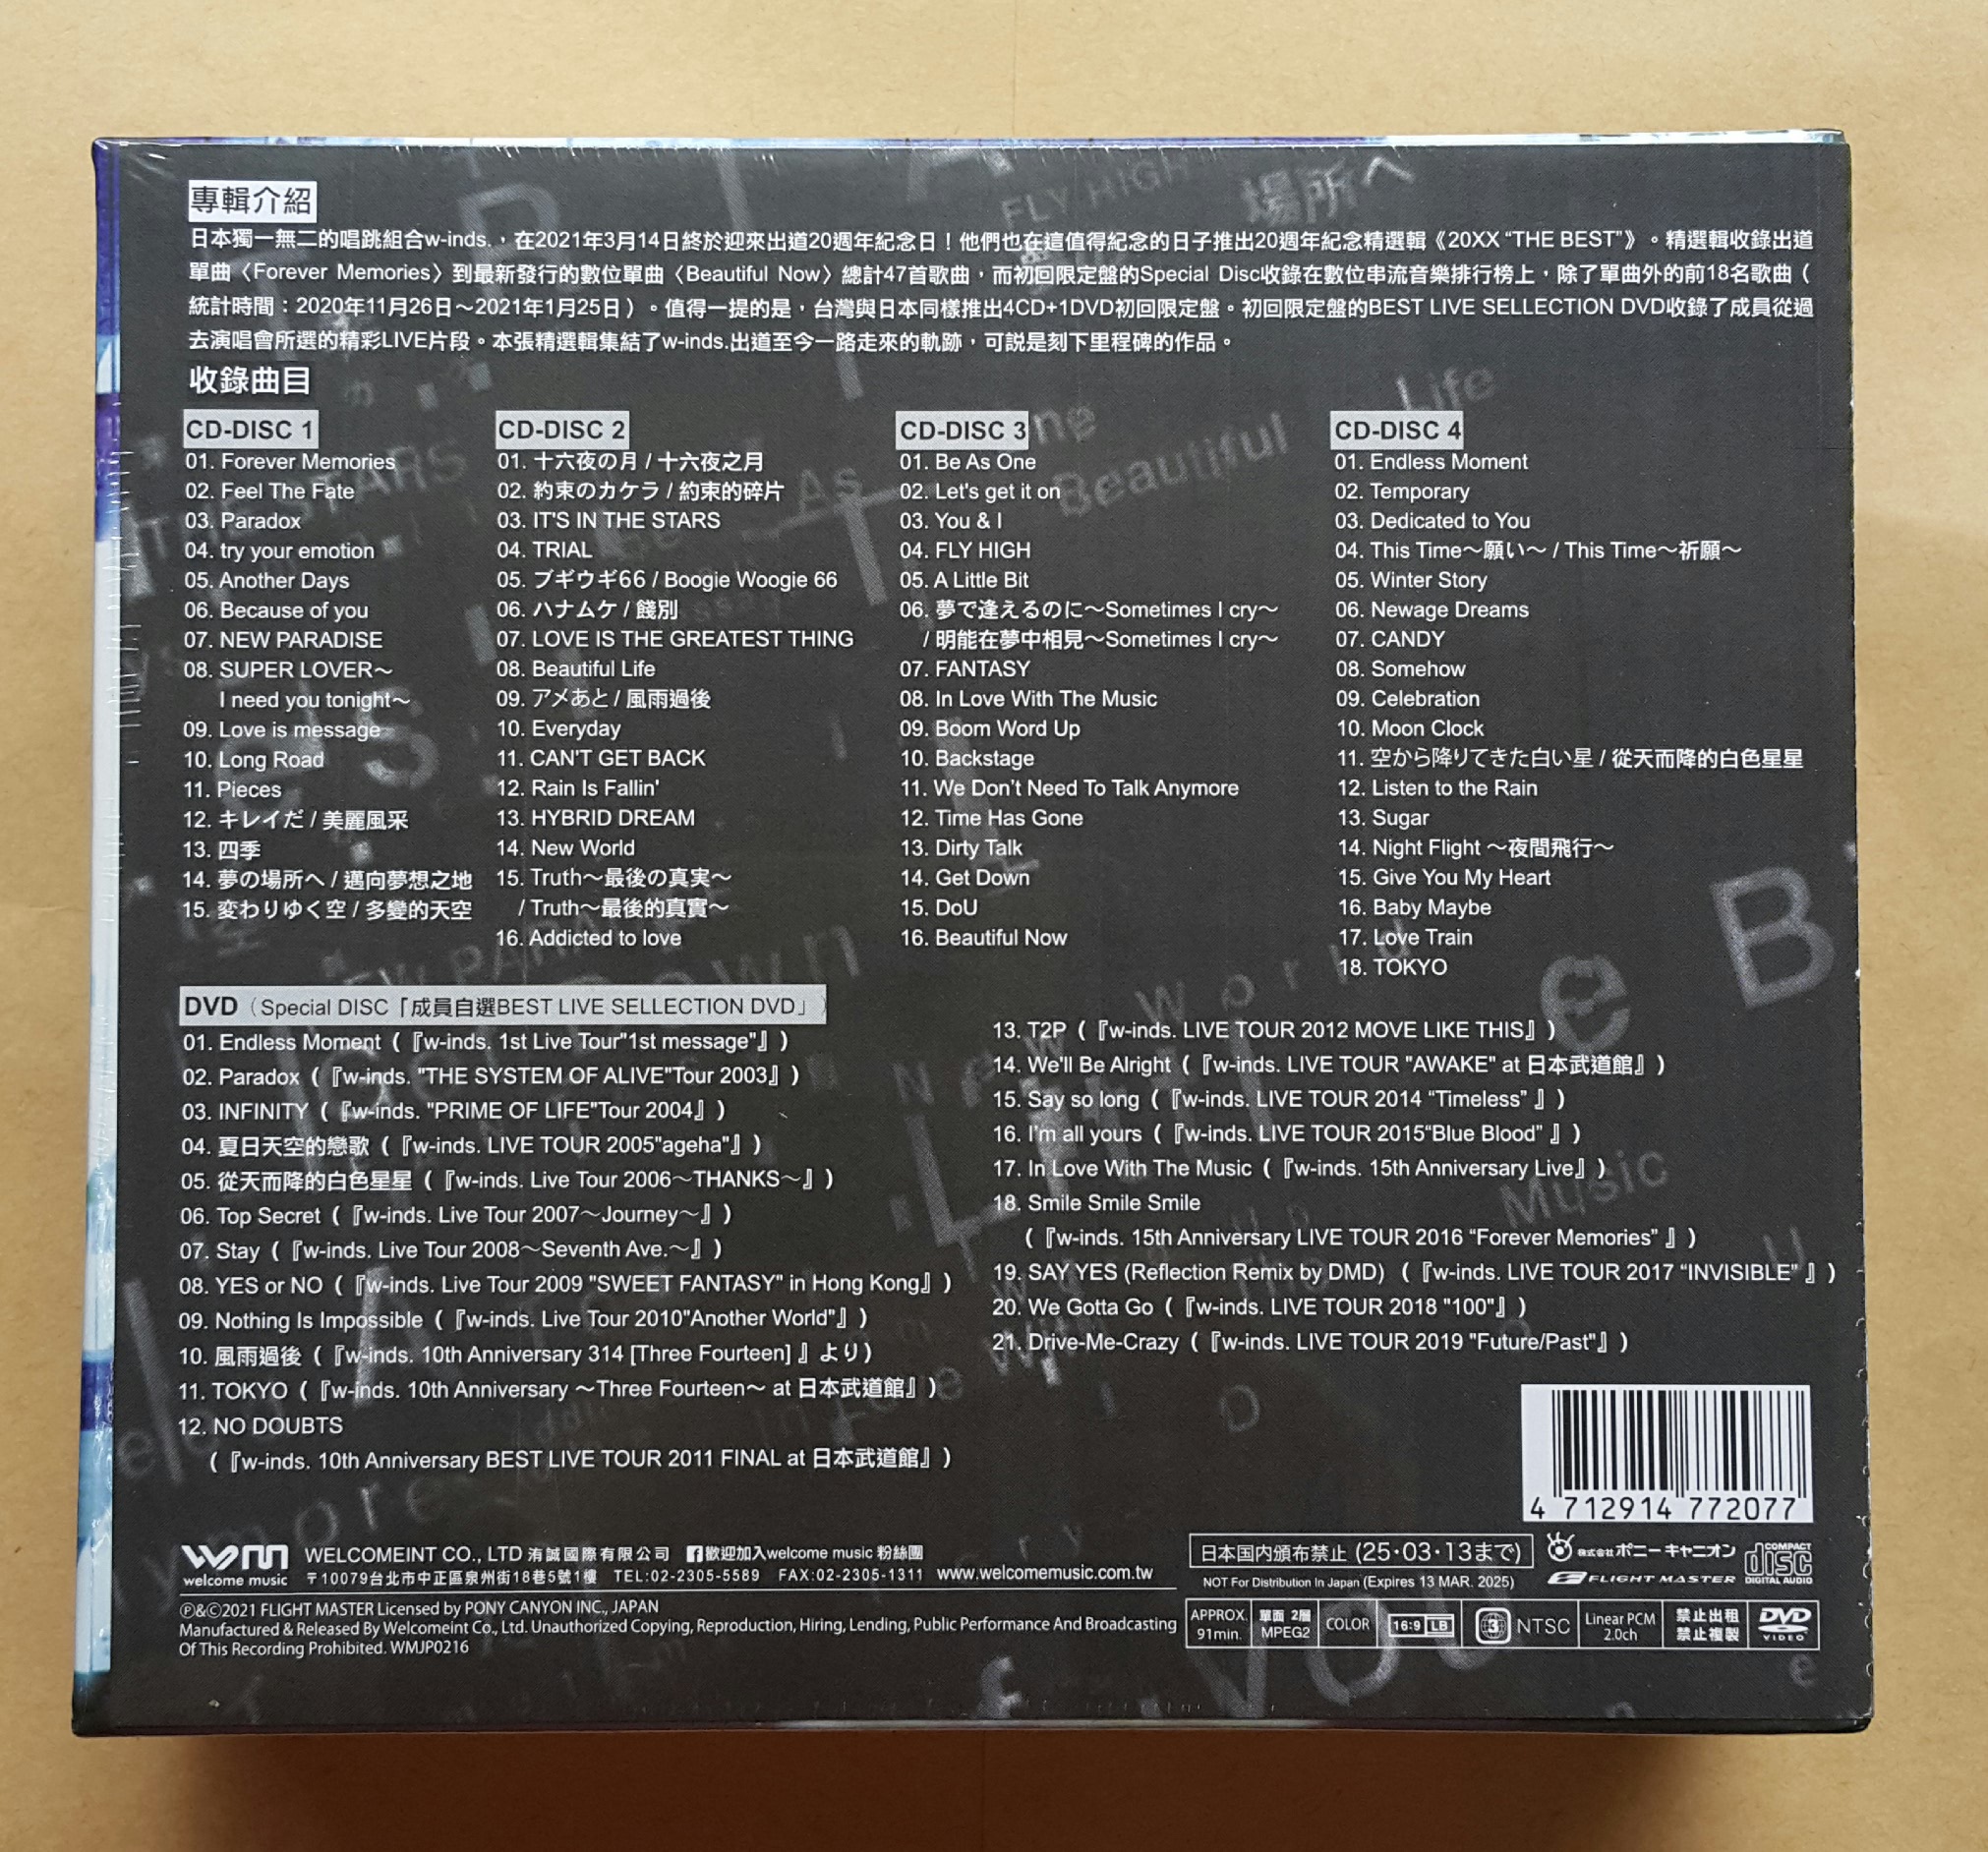 專輯介紹
日本獨一無二的唱跳組合w-inds.，在2021年3月14日終於迎來出道20週年紀念日！他們也在這值得紀念的日子推出20週年紀念精選輯《20XX “THE BEST”》。精選輯收錄出道
單曲〈Forever Memories〉到最新發行的數位單曲〈Beautiful Now〉總計47首歌曲，而初回限定盤的Special Disc收錄在數位串流音樂排行榜上，除了單曲外的前18名歌曲（
統計時間：2020年11月26日～2021年1月25日）。值得一提的是，台灣與日本同樣推出4CD+1DVD初回限定盤。初回限定盤的BEST LIVE SELLECTION DVD收錄了成員從過
去演唱會所選的精彩LIVE片段。本張精選輯集結了w-inds.出道至今一路走來的軌跡，可說是刻下里程碑的作品。
收錄曲目
CD-DISC 1
01. Forever Memories
02. Feel The Fate
03. Paradox
04. try your emotion
05. Another Days
06. Because of you
07. NEW PARADISE
08. SUPER LOVER～
I need you tonight～
09. Love is message
10. Long Road
11. Pieces
12. キレイだ / 美麗風采
13. 四季
14. 夢の場所へ / 邁向夢想之地
15. 変わりゆく空 / 多變的天空
CD-DISC 2
01. 十六夜の月 / 十六夜之月
02. 約束のカケラ / 約束的碎片
03. IT'S IN THE STARS
04. TRIAL
05. ブギウギ66 / Boogie Woogie 66
06. ハナムケ / 餞別
07. LOVE IS THE GREATEST THING
08. Beautiful Life
09. アメあと / 風雨過後
10. Everyday
11. CAN'T GET BACK
12. Rain Is Fallin'
13. HYBRID DREAM
14. New World
15. Truth～最後の真実～
/ Truth～最後的真實～
16. Addicted to love
CD-DISC 3
01. Be As One
02. Let's get it on
03. You & I
04. FLY HIGH
05. A Little Bit
06. 夢で逢えるのに～Sometimes I cry～
/ 明能在夢中相見～Sometimes I cry～
07. FANTASY
08. In Love With The Music
09. Boom Word Up
10. Backstage
11. We Don't Need To Talk Anymore
12. Time Has Gone
13. Dirty Talk
14. Get Down
15. DoU
16. Beautiful Now
CD-DISC 4
01. Endless Moment
02. Temporary
03. Dedicated to You
04. This Time～願い～ / This Time～祈願～
05. Winter Story
06. Newage Dreams
07. CANDY
08. Somehow
09. Celebration
10. Moon Clock
11. 空から降りてきた白い星 / 從天而降的白色星星
12. Listen to the Rain
13. Sugar
14. Night Flight ～夜間飛行～
15. Give You My Heart
16. Baby Maybe
17. Love Train
18. TOKYO
DVD（Special DISC「成員自選BEST LIVE SELLECTION DVD」）
01. Endless Moment（『w-inds. 1st Live Tour"1st message"』）
02. Paradox（『w-inds. "THE SYSTEM OF ALIVE"Tour 2003』）
03. INFINITY（『w-inds. "PRIME OF LIFE"Tour 2004』）
04. 夏日天空的戀歌（『w-inds. LIVE TOUR 2005"ageha"』）
05. 從天而降的白色星星（『w-inds. Live Tour 2006～THANKS～』）
06. Top Secret（『w-inds. Live Tour 2007～Journey～』）
07. Stay（『w-inds. Live Tour 2008～Seventh Ave.～』）
08. YES or NO（『w-inds. Live Tour 2009 "SWEET FANTASY" in Hong Kong』）
09. Nothing Is Impossible（『w-inds. Live Tour 2010"Another World"』）
10. 風雨過後（『w-inds. 10th Anniversary 314 [Three Fourteen] 』より）
11. TOKYO（『w-inds. 10th Anniversary ～Three Fourteen～ at 日本武道館』）
12. NO DOUBTS
（『w-inds. 10th Anniversary BEST LIVE TOUR 2011 FINAL at 日本武道館』）
13. T2P（『w-inds. LIVE TOUR 2012 MOVE LIKE THIS』）
14. We'll Be Alright（『w-inds. LIVE TOUR "AWAKE" at 日本武道館』）
15. Say so long（『w-inds. LIVE TOUR 2014 “Timeless” 』）
16. I'm all yours（『w-inds. LIVE TOUR 2015“Blue Blood” 』）
17. In Love With The Music（『w-inds. 15th Anniversary Live』）
18. Smile Smile Smile
（『w-inds. 15th Anniversary LIVE TOUR 2016 “Forever Memories” 』）
19. SAY YES (Reflection Remix by DMD)（『w-inds. LIVE TOUR 2017 “INVISIBLE” 』）
20. We Gotta Go（『w-inds. LIVE TOUR 2018 "100"』）
21. Drive-Me-Crazy（『w-inds. LIVE TOUR 2019 "Future/Past"』）
4 712914 772077
welcome music
WELCOMEINT CO., LTD 洧誠國際有限公司 歡迎加入welcome music 粉絲團
〒10079台北市中正區泉州街18巷5號1樓 TEL:02-2305-5589 FAX:02-2305-1311 www.welcomemusic.com.tw
℗&©2021 FLIGHT MASTER Licensed by PONY CANYON INC., JAPAN
Manufactured & Released By Welcomeint Co., Ltd. Unauthorized Copying, Reproduction, Hiring, Lending, Public Performance And Broadcasting
Of This Recording Prohibited. WMJP0216
日本国内頒布禁止 (25・03・13まで)
NOT For Distribution In Japan (Expires 13 MAR. 2025)
株式会社ポニーキャニオン
FLIGHT MASTER
COMPACT disc DIGITAL AUDIO
APPROX. 91min.
單面 2層 MPEG2
COLOR
16:9 LB
3 NTSC
Linear PCM 2.0ch
禁止出租 禁止複製
DVD VIDEO